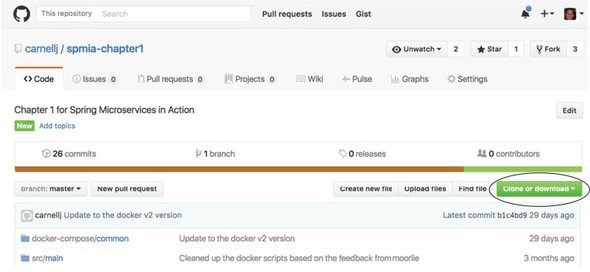 This repository Search Pull requests Issues Gist
carnellj / spmia-chapter1 Unwatch 2 Star 1 Fork 3
Code Issues 0 Pull requests 0 Projects 0 Wiki Pulse Graphs Settings
Chapter 1 for Spring Microservices in Action Edit
New Add topics
26 commits 1 branch 0 releases 0 contributors
Branch: master New pull request Create new file Upload files Find file Clone or download
carnellj Update to the docker v2 version Latest commit b1c4bd9 29 days ago
docker-compose/common Update to the docker v2 version 29 days ago
src/main Cleaned up the docker scripts based on the feedback from moorlie 3 months ago